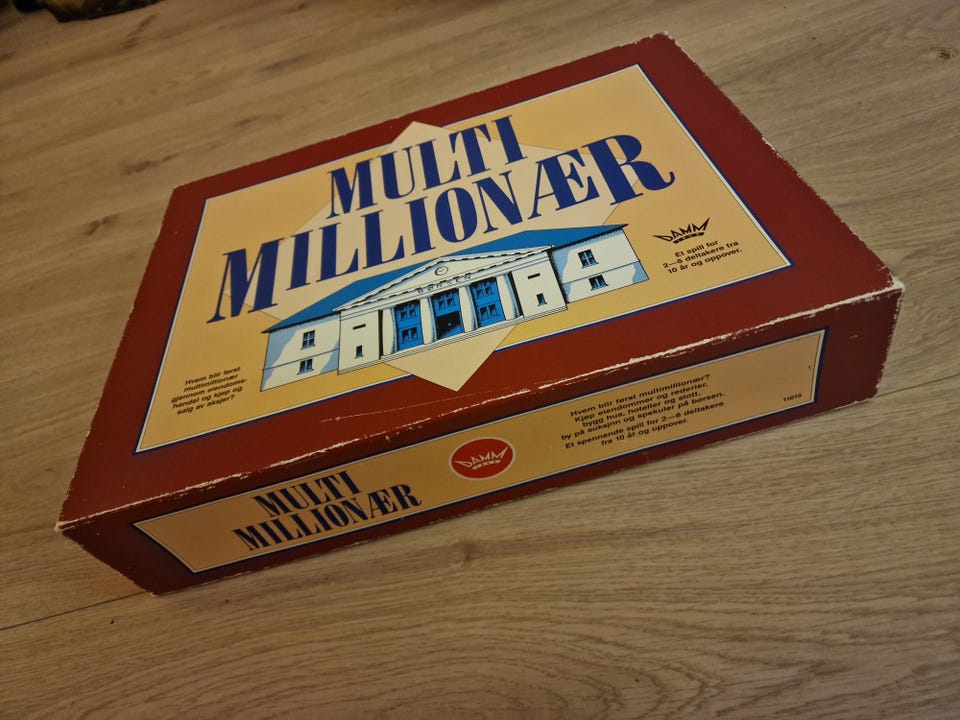 MULTI
MILLIONÆR
BØRSEN
DAMM
Et spill for
2—6 deltakere fra
10 år og oppover.
Hvem blir først
multimillionær
gjennom eiendoms-
handel og kjøp og
salg av aksjer?
MULTI
MILLIONÆR
DAMM
Hvem blir først multimillionær?
Kjøp eiendommer og rederier,
bygg hus, hoteller og slott,
by på auksjon og spekuler på børsen.
Et spennende spill for 2—6 deltakere
fra 10 år og oppover.
11015